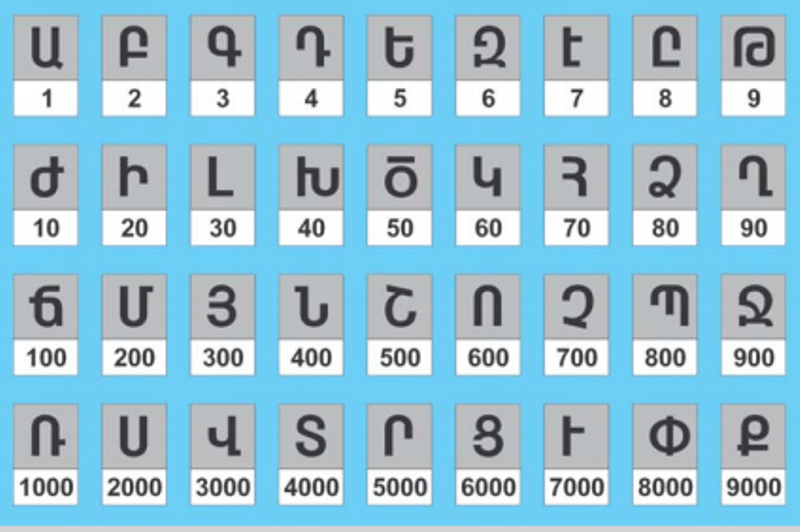 Ա Բ Գ Դ Ե Զ Է Ը Թ
1 2 3 4 5 6 7 8 9
Ժ Ի Լ Խ Ծ Կ Հ Ձ Ղ
10 20 30 40 50 60 70 80 90
Ճ Մ Յ Ն Շ Ո Չ Պ Ջ
100 200 300 400 500 600 700 800 900
Ռ Ս Վ Տ Ր Ց Ւ Փ Ք
1000 2000 3000 4000 5000 6000 7000 8000 9000